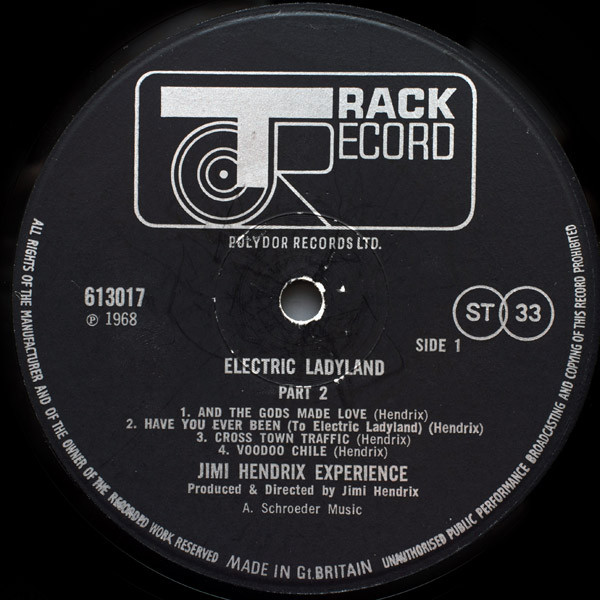 TRACK
RECORD
POLYDOR RECORDS LTD.
613017
℗ 1968
ST 33
SIDE 1
ELECTRIC LADYLAND
PART 2
1. AND THE GODS MADE LOVE (Hendrix)
2. HAVE YOU EVER BEEN (To Electric Ladyland) (Hendrix)
3. CROSS TOWN TRAFFIC (Hendrix)
4. VOODOO CHILE (Hendrix)
JIMI HENDRIX EXPERIENCE
Produced & Directed by Jimi Hendrix
A. Schroeder Music
ALL RIGHTS OF THE MANUFACTURER AND OF THE OWNER OF THE RECORDED WORK RESERVED
MADE IN Gt.BRITAIN
UNAUTHORISED PUBLIC PERFORMANCE BROADCASTING AND COPYING OF THIS RECORD PROHIBITED